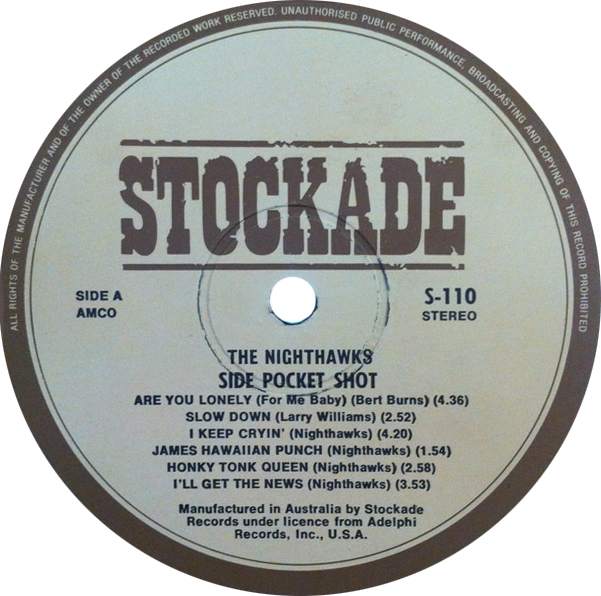 ALL RIGHTS OF THE MANUFACTURER AND OF THE OWNER OF THE RECORDED WORK RESERVED. UNAUTHORISED PUBLIC PERFORMANCE, BROADCASTING AND COPYING OF THIS RECORD PROHIBITED
STOCKADE
SIDE A
AMCO
S-110
STEREO
THE NIGHTHAWKS
SIDE POCKET SHOT
ARE YOU LONELY (For Me Baby) (Bert Burns) (4.36)
SLOW DOWN (Larry Williams) (2.52)
I KEEP CRYIN' (Nighthawks) (4.20)
JAMES HAWAIIAN PUNCH (Nighthawks) (1.54)
HONKY TONK QUEEN (Nighthawks) (2.58)
I'LL GET THE NEWS (Nighthawks) (3.53)
Manufactured in Australia by Stockade
Records under licence from Adelphi
Records, Inc., U.S.A.